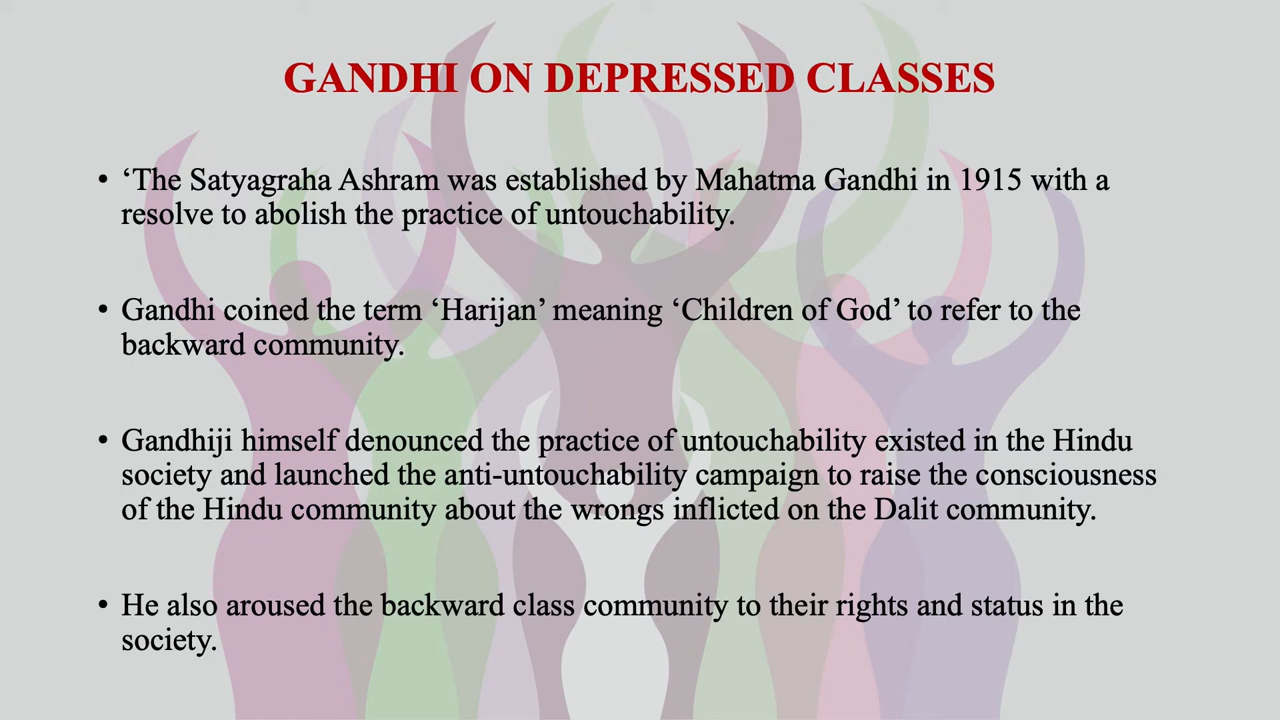 GANDHI ON DEPRESSED CLASSES
• ‘The Satyagraha Ashram was established by Mahatma Gandhi in 1915 with a
resolve to abolish the practice of untouchability.
• Gandhi coined the term ‘Harijan’ meaning ‘Children of God’ to refer to the
backward community.
• Gandhiji himself denounced the practice of untouchability existed in the Hindu
society and launched the anti-untouchability campaign to raise the consciousness
of the Hindu community about the wrongs inflicted on the Dalit community.
• He also aroused the backward class community to their rights and status in the
society.